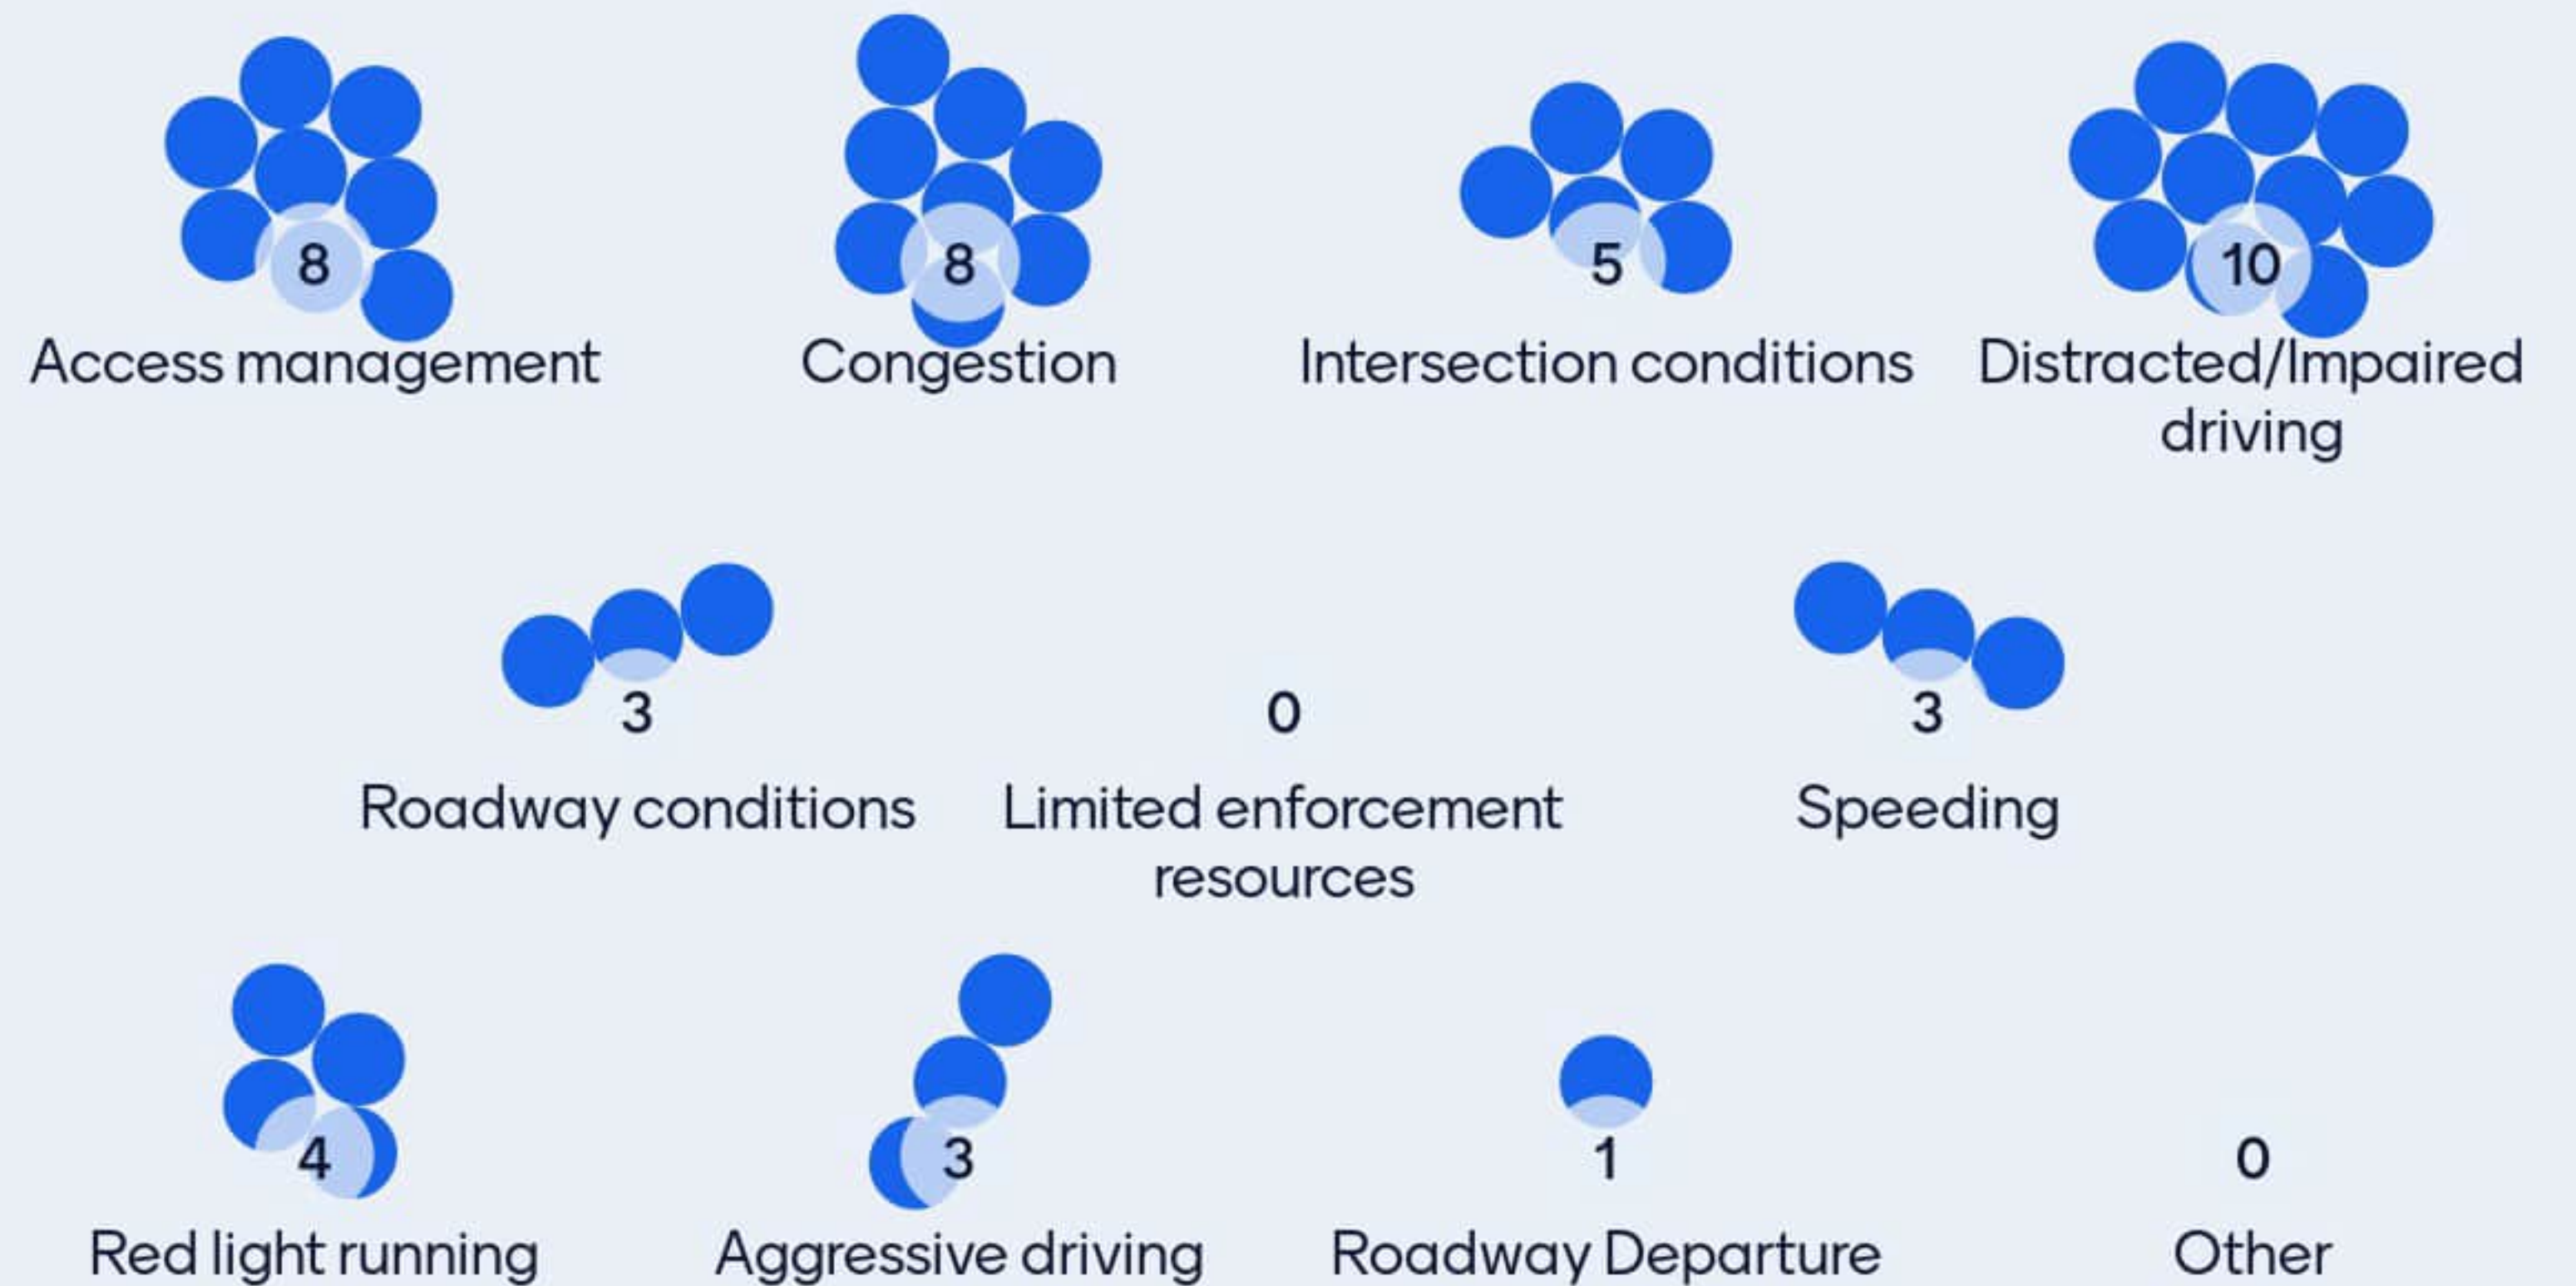 8
8
5
10
Access management
Congestion
Intersection conditions
Distracted/Impaired
driving
3
0
3
Roadway conditions
Limited enforcement
resources
Speeding
4
3
1
0
Red light running
Aggressive driving
Roadway Departure
Other